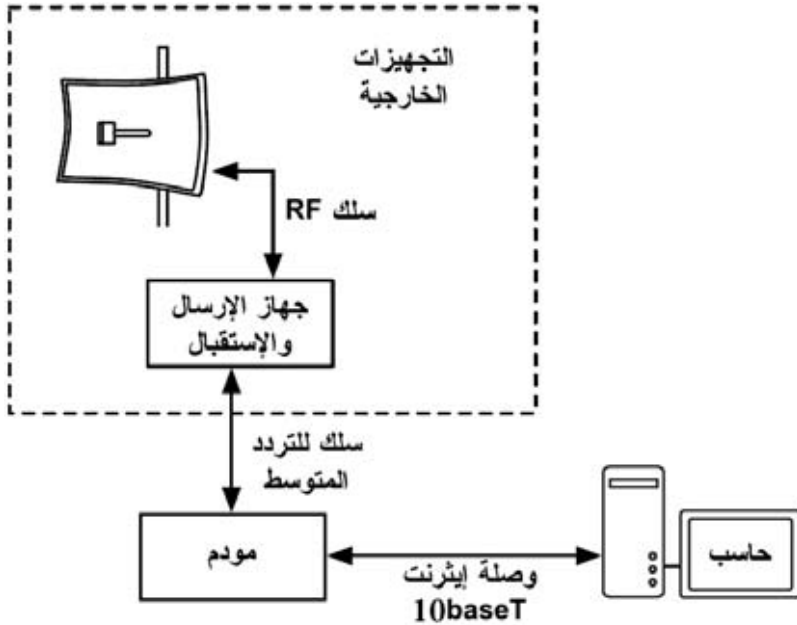 التجهيزات
الخارجية
سلك RF
جهاز الإرسال
والإستقبال
سلك للتردد
المتوسط
مودم
وصلة إيثرنت
10baseT
حاسب